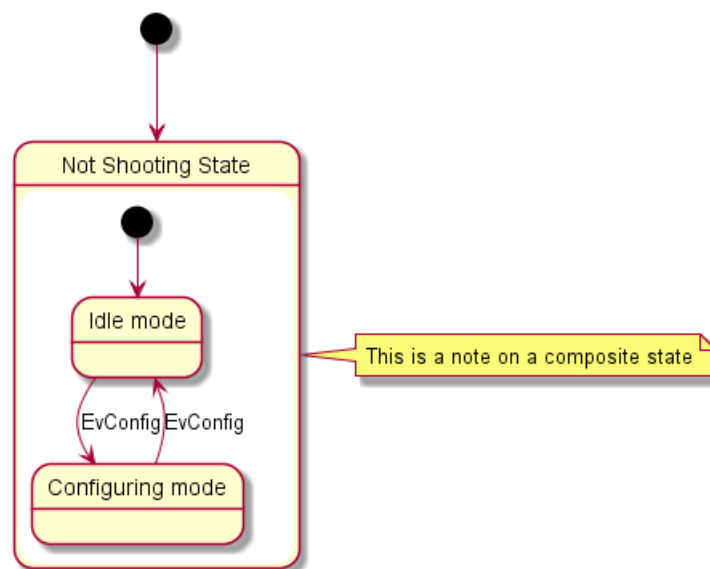 Not Shooting State
Idle mode
This is a note on a composite state
EvConfig EvConfig
Configuring mode